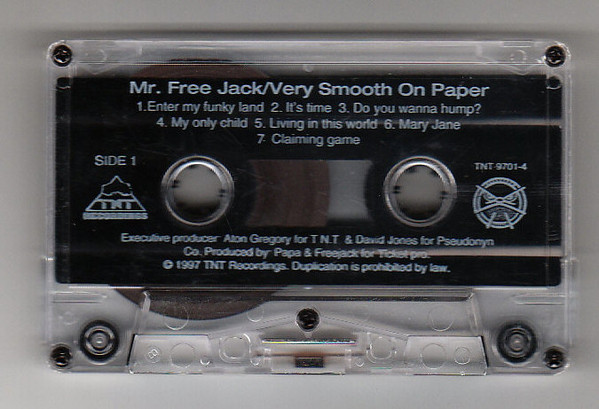 Mr. Free Jack/Very Smooth On Paper
1.Enter my funky land 2. It's time 3. Do you wanna hump?
4. My only child 5. Living in this world 6. Mary Jane
7 Claiming game
SIDE 1
TNT-9701-4
TNT
RECORDINGS
Executive producer Aton Gregory for T N.T. & David Jones for Pseudonyn
Co. Produced by Papa & Freejack for Ticket pro.
© 1997 TNT Recordings. Duplication is prohibited by law.